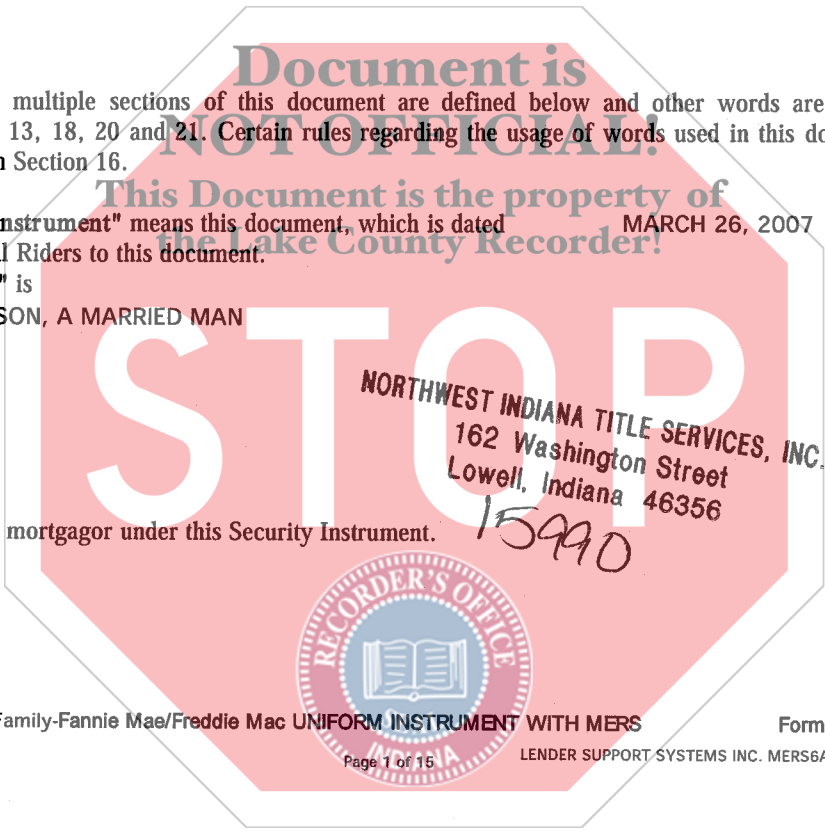 Document is
multiple sections of this document are defined below and other words are
13, 18, 20 and 21. Certain rules regarding the usage of words used in this do
NOT OFFICIAL!
n Section 16.
This Document is the property of
nstrument" means this document, which is dated MARCH 26, 2007
the Lake County Recorder!
l Riders to this document.
" is
SON, A MARRIED MAN
STOP
NORTHWEST INDIANA TITLE SERVICES, INC.
162 Washington Street
Lowell, Indiana 46356
15990
mortgagor under this Security Instrument.
RECORDER'S OFFICE
Family-Fannie Mae/Freddie Mac UNIFORM INSTRUMENT WITH MERS Form
INDIANA
Page 1 of 15 LENDER SUPPORT SYSTEMS INC. MERS6A